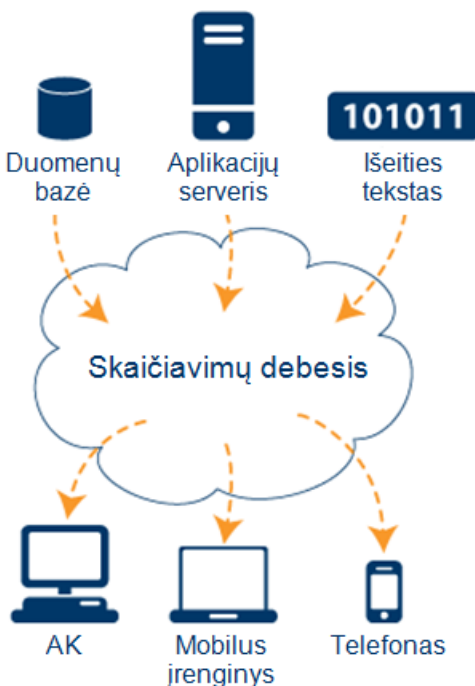 101011
Duomenų
bazė
Aplikacijų
serveris
Išeities
tekstas
Skaičiavimų debesis
AK
Mobilus
įrenginys
Telefonas